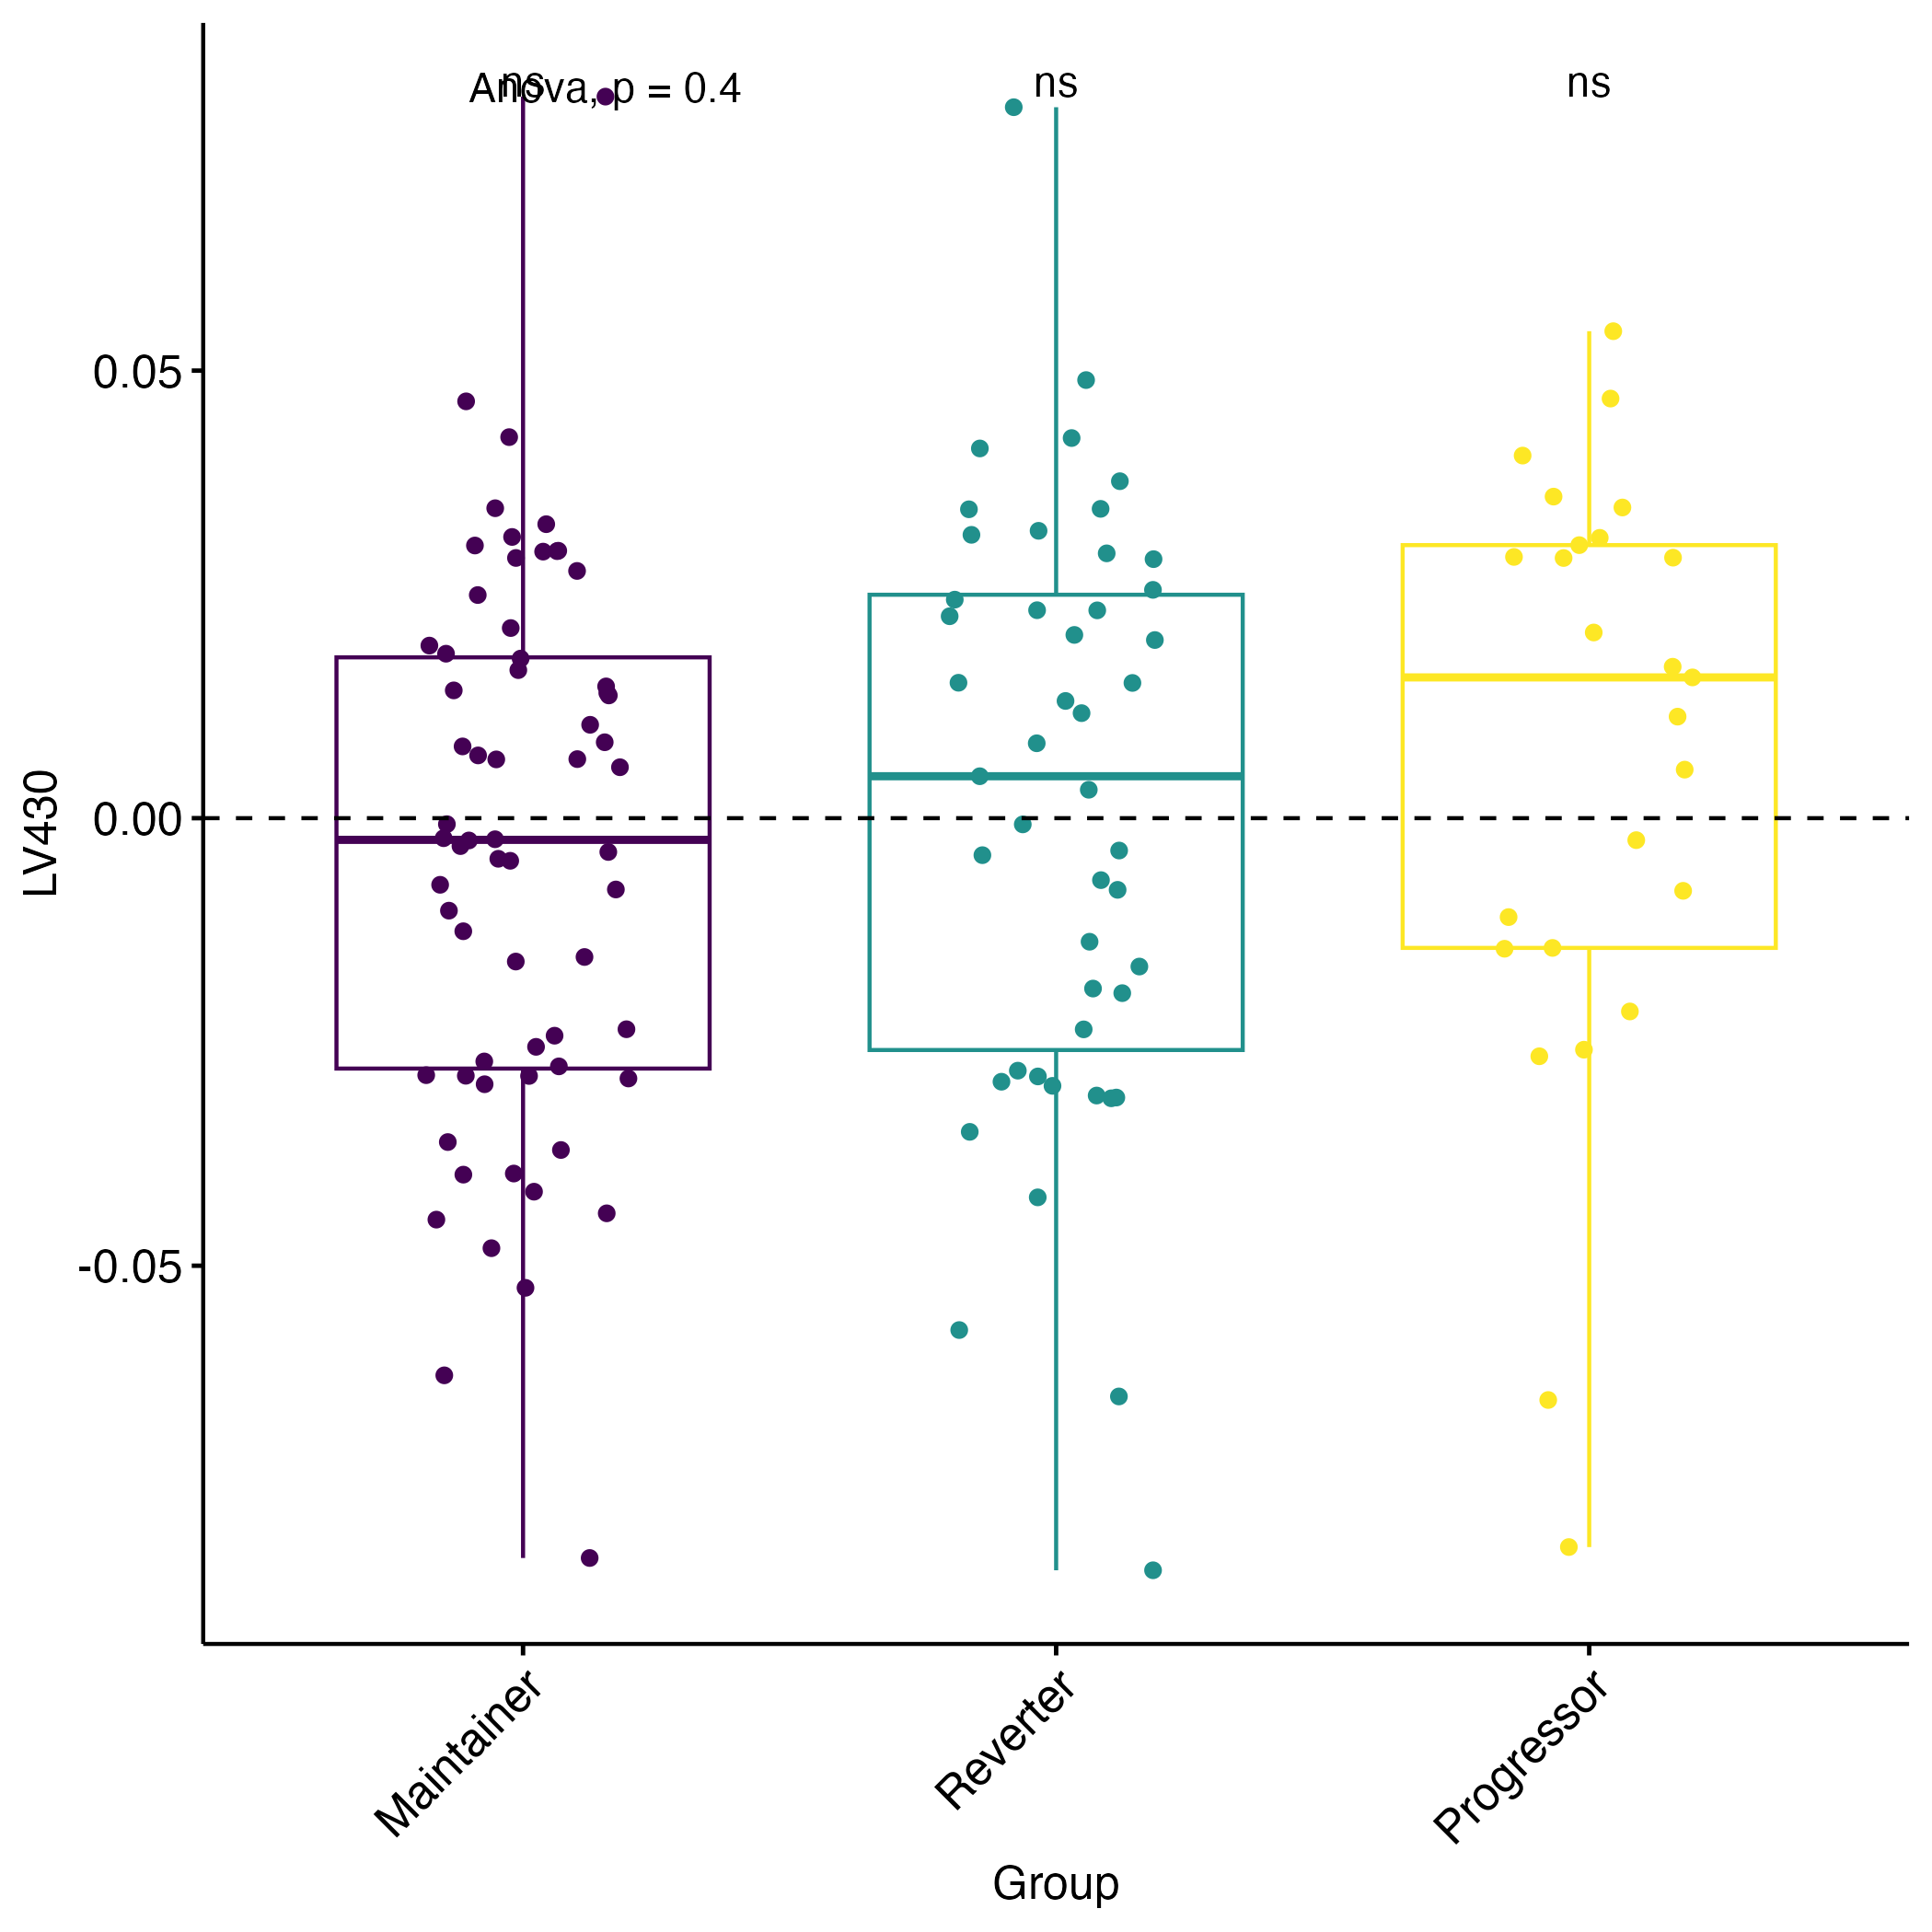 Anova, p = 0.4
ns
ns
ns
0.05
0.00
-0.05
LV430
Maintainer
Reverter
Progressor
Group